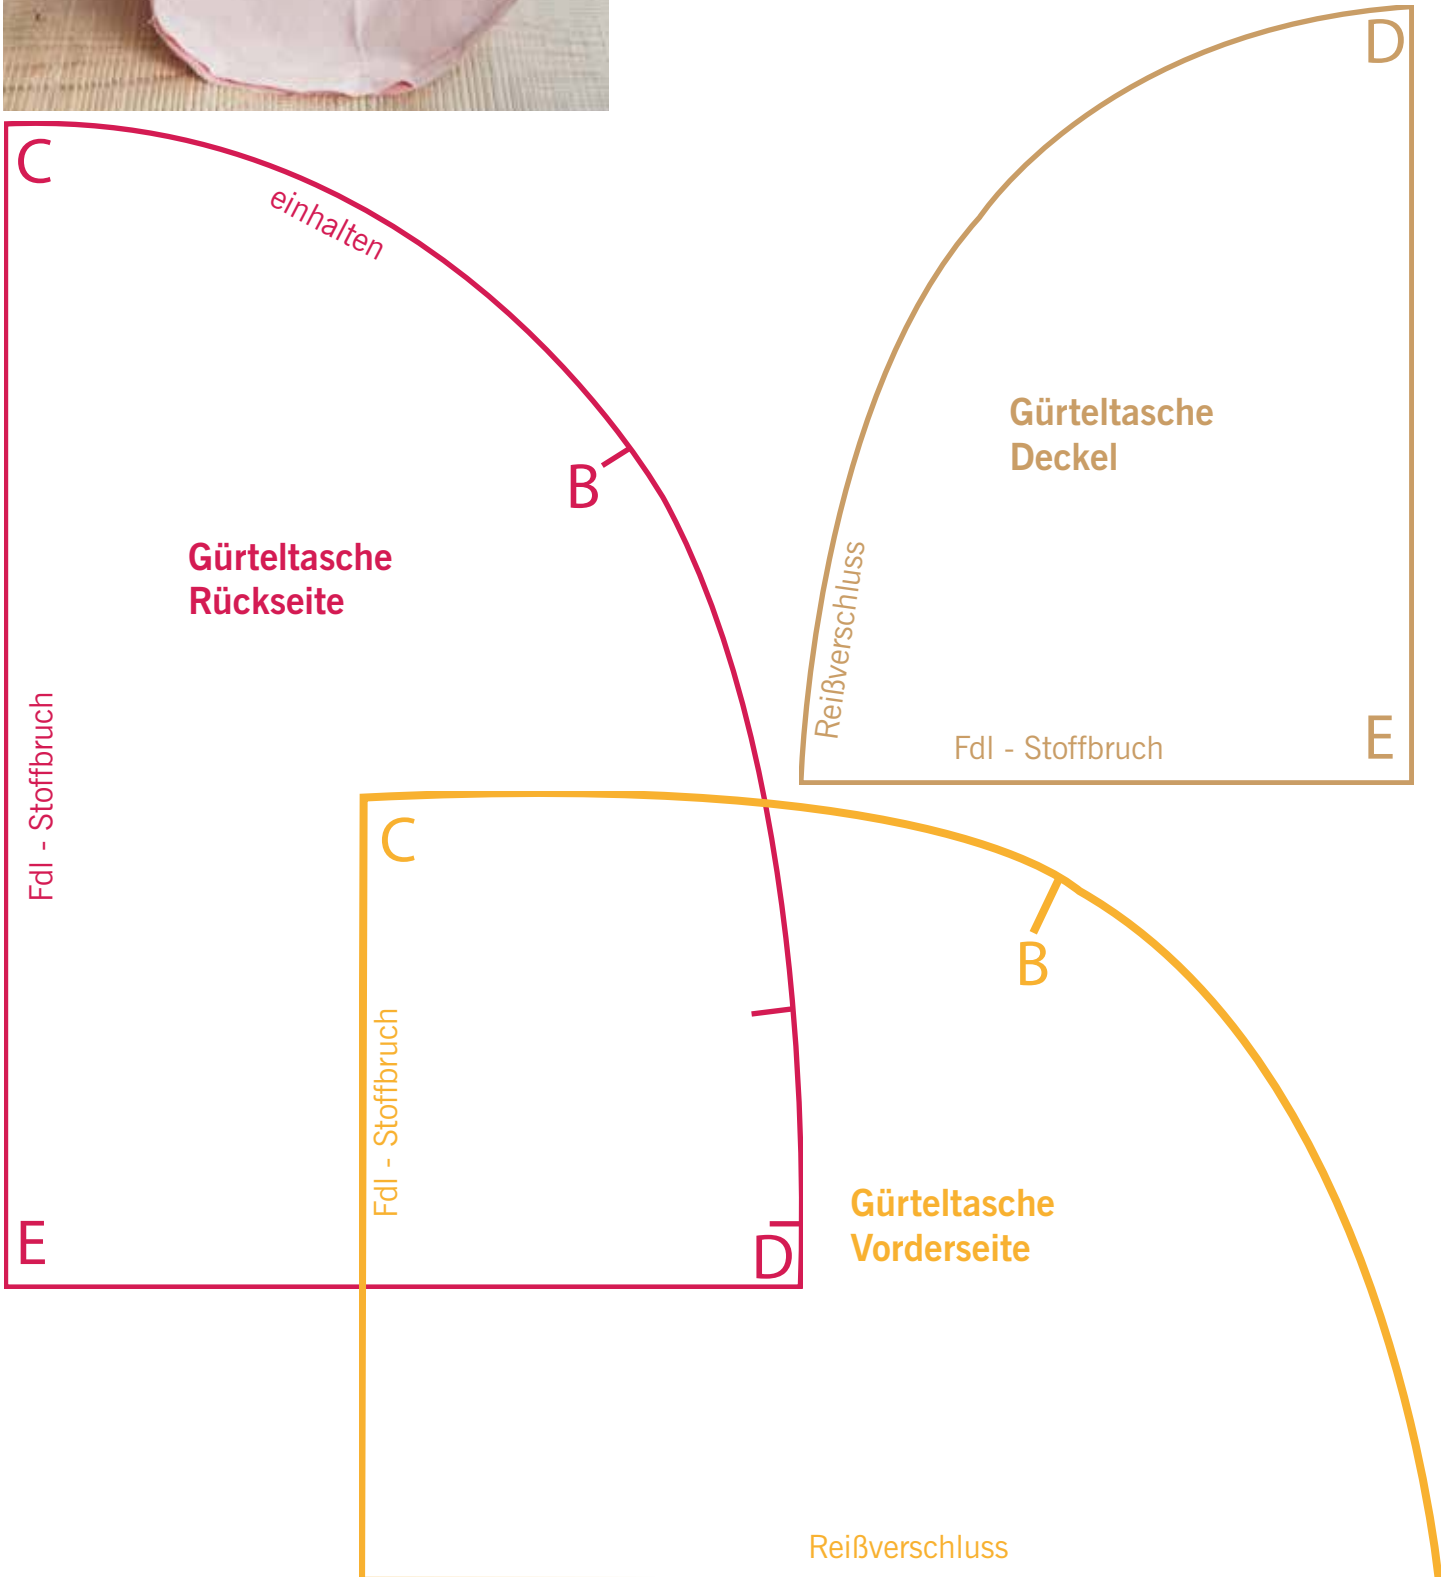 D
C
einhalten
Gürteltasche
Deckel
B
Gürteltasche
Rückseite
Reißverschluss
Fdl - Stoffbruch
E
Fdl - Stoffbruch
C
B
Fdl - Stoffbruch
Gürteltasche
Vorderseite
E
D
Reißverschluss